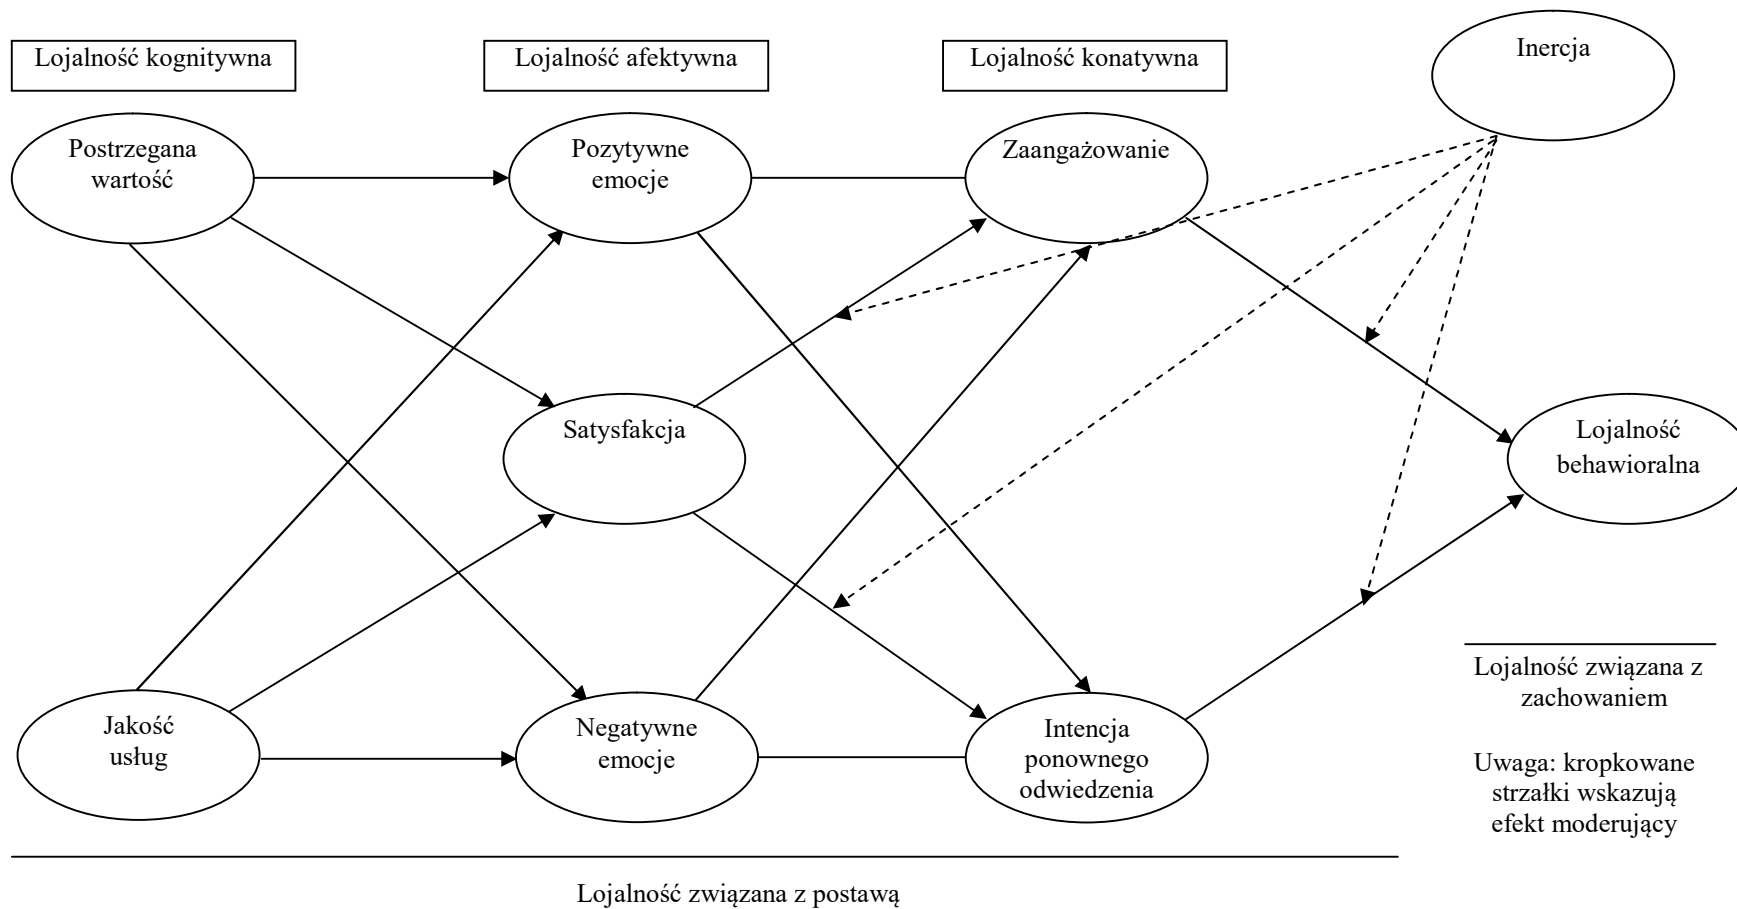 Lojalność kognitywna
Lojalność afektywna
Lojalność konatywna
Inercja
Postrzegana
wartość
Pozytywne
emocje
Zaangażowanie
Satysfakcja
Lojalność
behawioralna
Jakość
usług
Negatywne
emocje
Intencja
ponownego
odwiedzenia
Lojalność związana z
zachowaniem
Uwaga: kropkowane
strzałki wskazują
efekt moderujący
Lojalność związana z postawą